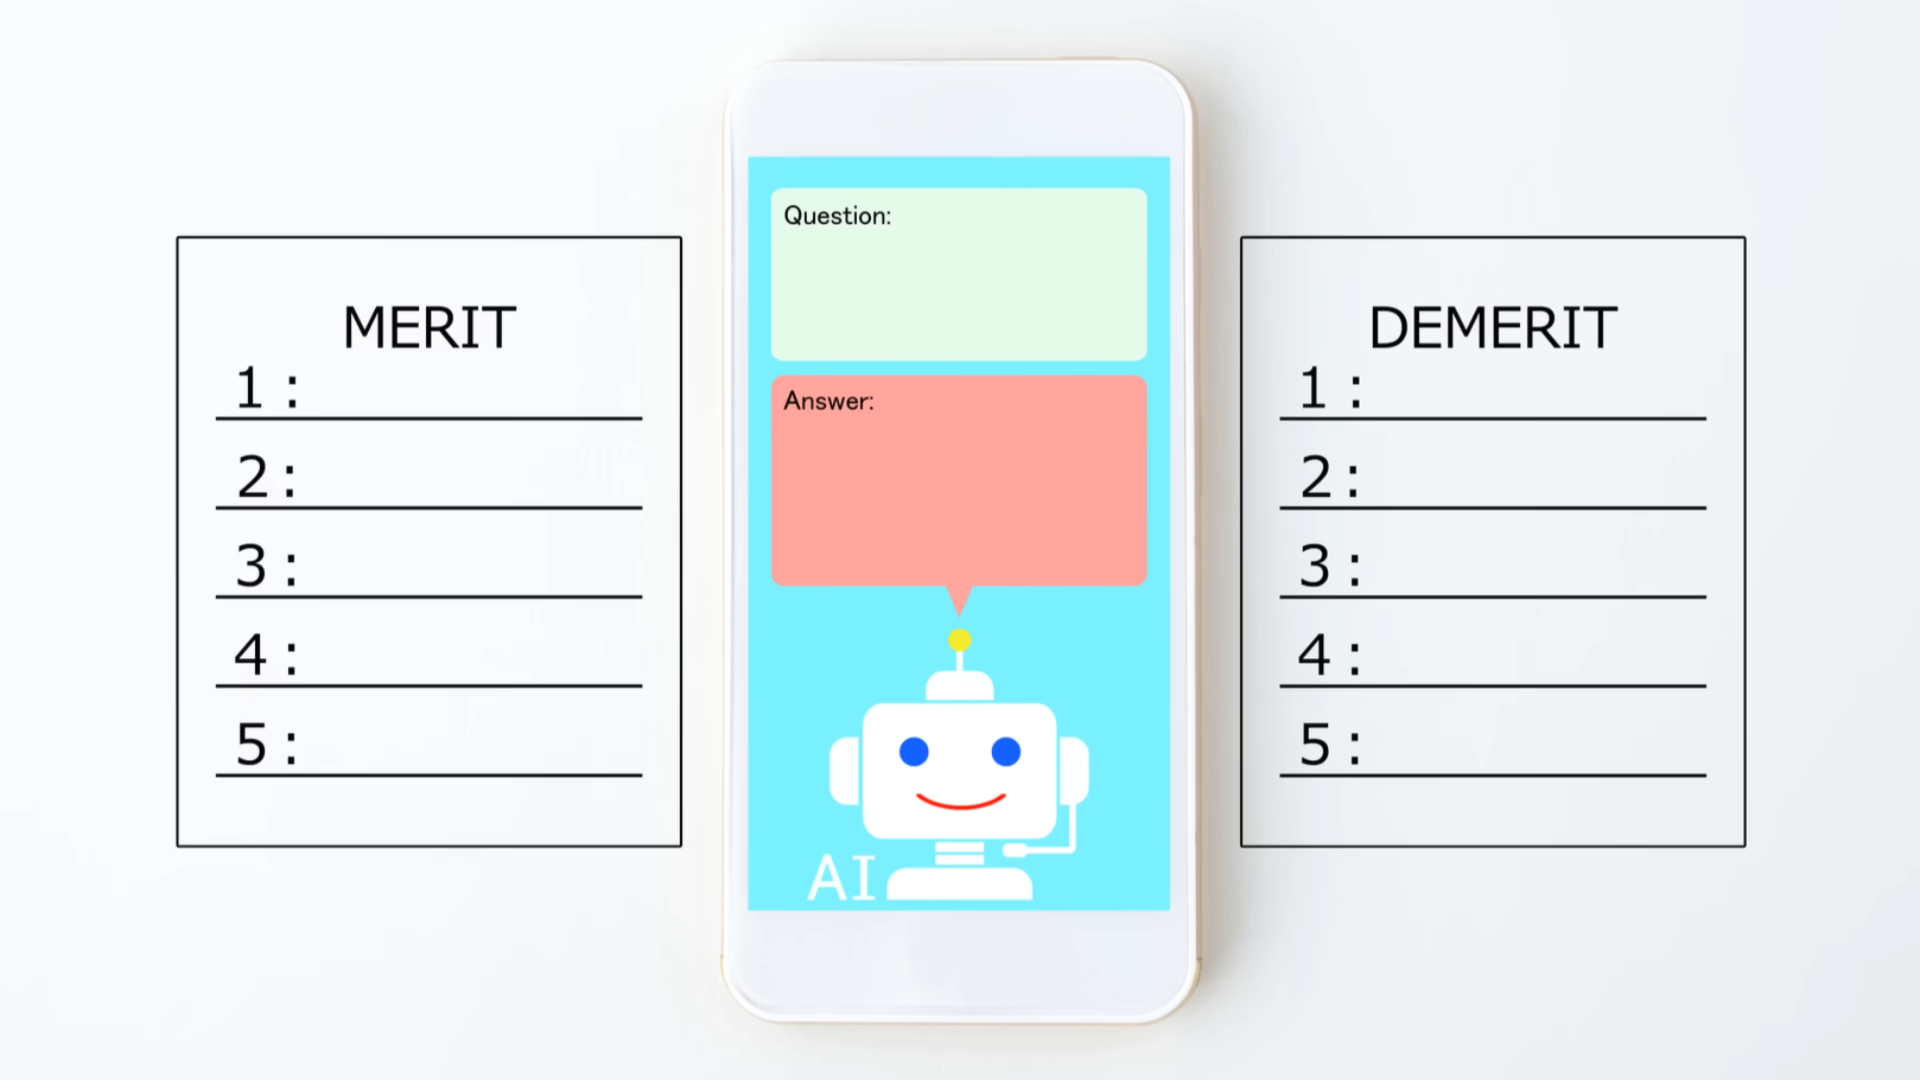 MERIT
1 :
2 :
3 :
4 :
5 :
Question:
Answer:
AI
DEMERIT
1 :
2 :
3 :
4 :
5 :